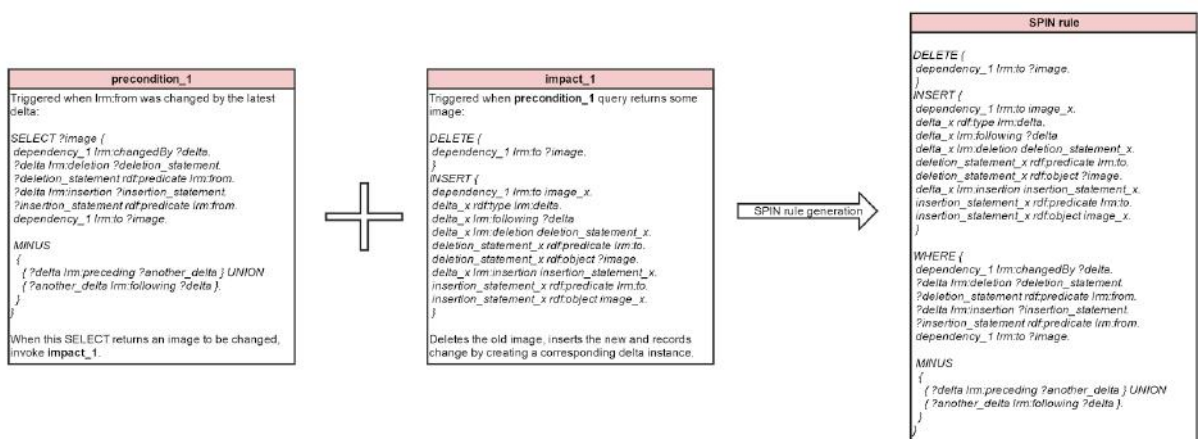 precondition_1
Triggered when lrm:from was changed by the latest
delta:
SELECT ?image {
dependency_1 lrm:changedBy ?delta.
?delta lrm:deletion ?deletion_statement.
?deletion_statement rdf:predicate lrm:from.
?delta lrm:insertion ?insertion_statement.
?insertion_statement rdf:predicate lrm:from.
dependency_1 lrm:to ?image.
MINUS
{
{ ?delta lrm:preceding ?another_delta } UNION
{ ?another_delta lrm:following ?delta }.
}
}
When this SELECT returns an image to be changed,
invoke impact_1.
impact_1
Triggered when precondition_1 query returns some
image:
DELETE {
dependency_1 lrm:to ?image.
}
INSERT {
dependency_1 lrm:to image_x.
delta_x rdf:type lrm:delta.
delta_x lrm:following ?delta
delta_x lrm:deletion deletion_statement_x.
deletion_statement_x rdf:predicate lrm:to.
deletion_statement_x rdf:object ?image.
delta_x lrm:insertion insertion_statement_x.
insertion_statement_x rdf:predicate lrm:to.
insertion_statement_x rdf:object image_x.
}
Deletes the old image, inserts the new and records
change by creating a corresponding delta instance.
SPIN rule generation
SPIN rule
DELETE {
dependency_1 lrm:to ?image.
}
INSERT {
dependency_1 lrm:to image_x.
delta_x rdf:type lrm:delta.
delta_x lrm:following ?delta
delta_x lrm:deletion deletion_statement_x.
deletion_statement_x rdf:predicate lrm:to.
deletion_statement_x rdf:object ?image.
delta_x lrm:insertion insertion_statement_x.
insertion_statement_x rdf:predicate lrm:to.
insertion_statement_x rdf:object image_x.
}
WHERE {
dependency_1 lrm:changedBy ?delta.
?delta lrm:deletion ?deletion_statement.
?deletion_statement rdf:predicate lrm:from.
?delta lrm:insertion ?insertion_statement.
?insertion_statement rdf:predicate lrm:from.
dependency_1 lrm:to ?image.
MINUS
{
{ ?delta lrm:preceding ?another_delta } UNION
{ ?another_delta lrm:following ?delta }.
}
}